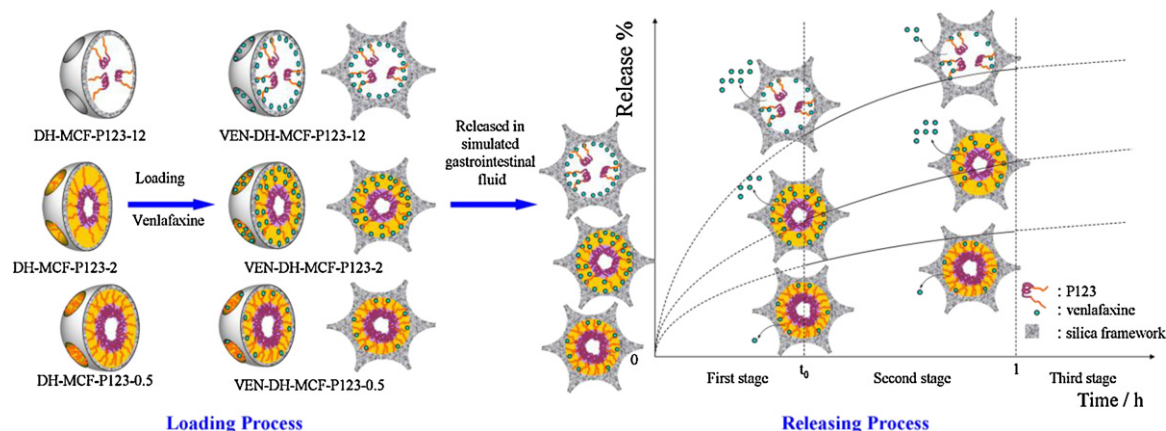 DH-MCF-P123-12
VEN-DH-MCF-P123-12
Loading
Venlafaxine
DH-MCF-P123-2
VEN-DH-MCF-P123-2
DH-MCF-P123-0.5
VEN-DH-MCF-P123-0.5
Loading Process
Released in
simulated
gastrointestinal
fluid
Release %
0
: P123
: venlafaxine
: silica framework
First stage
t₀
Second stage
1
Third stage
Time / h
Releasing Process